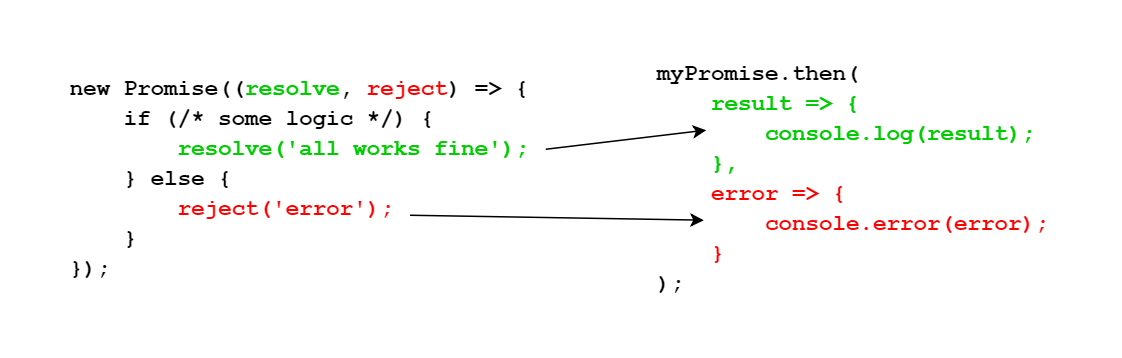 new Promise((resolve, reject) => {
    if (/* some logic */) {
        resolve('all works fine');
    } else {
        reject('error');
    }
});
myPromise.then(
    result => {
        console.log(result);
    },
    error => {
        console.error(error);
    }
);